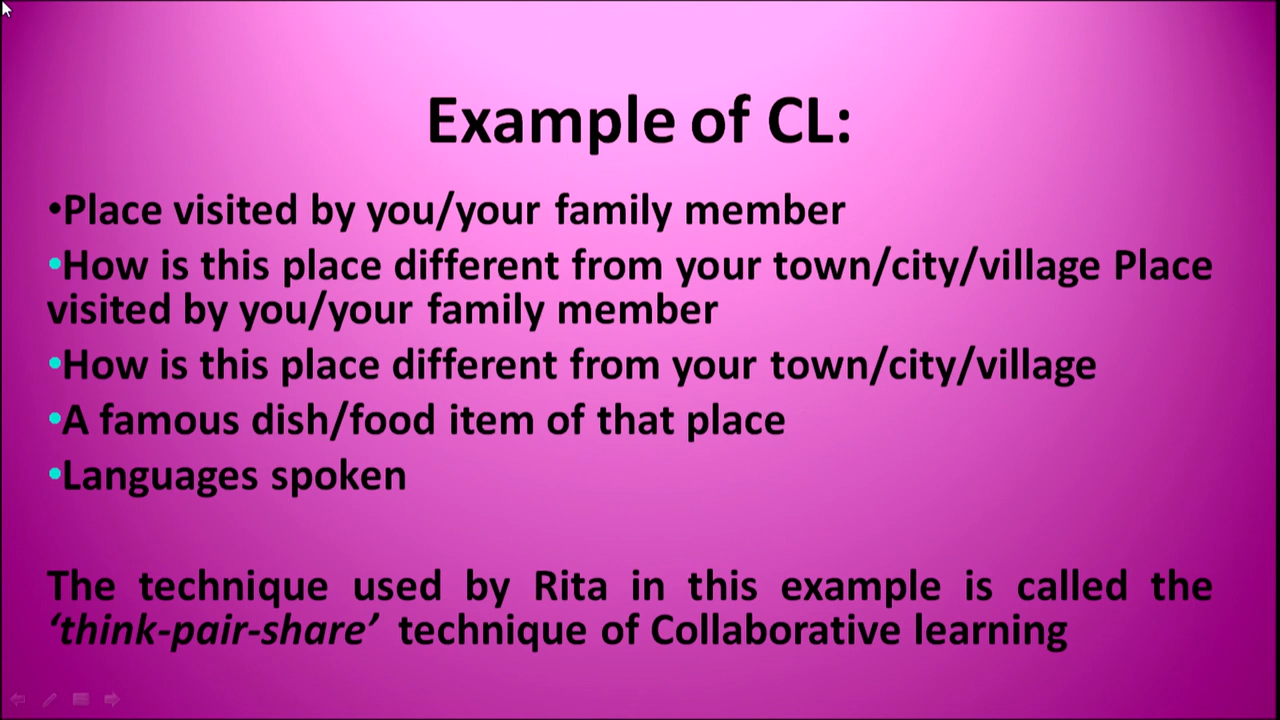 Example of CL:
•Place visited by you/your family member
•How is this place different from your town/city/village Place
visited by you/your family member
•How is this place different from your town/city/village
•A famous dish/food item of that place
•Languages spoken
The technique used by Rita in this example is called the
‘think-pair-share’ technique of Collaborative learning